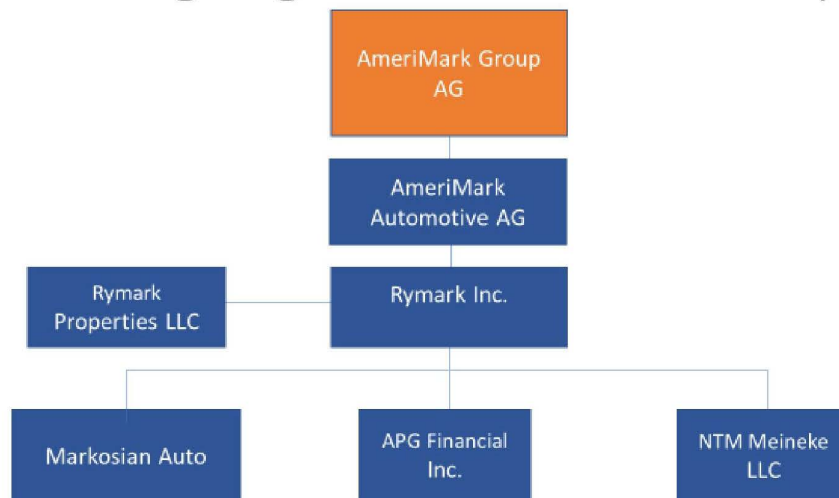 AmeriMark Group
AG
AmeriMark
Automotive AG
Rymark
Properties LLC
Rymark Inc.
Markosian Auto
APG Financial
Inc.
NTM Meineke
LLC